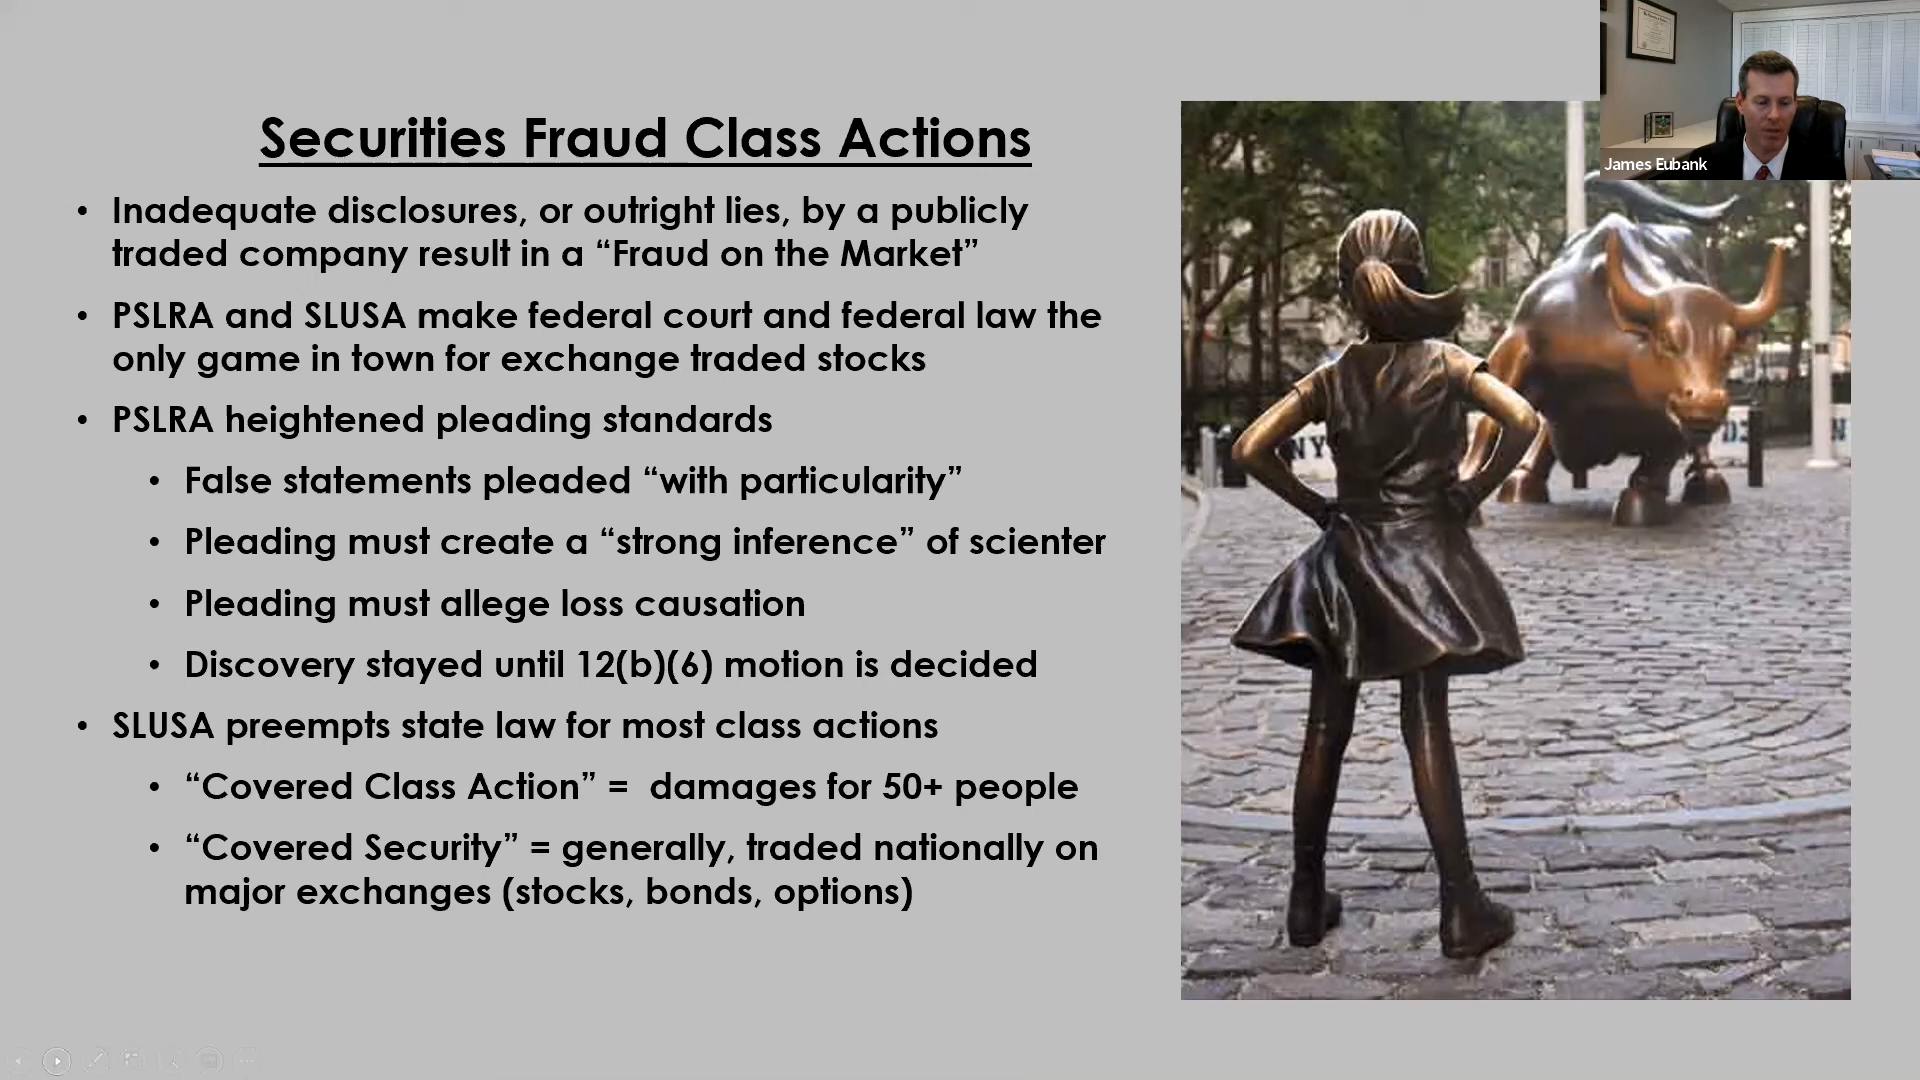 Securities Fraud Class Actions
• Inadequate disclosures, or outright lies, by a publicly
traded company result in a “Fraud on the Market”
• PSLRA and SLUSA make federal court and federal law the
only game in town for exchange traded stocks
• PSLRA heightened pleading standards
• False statements pleaded “with particularity”
• Pleading must create a “strong inference” of scienter
• Pleading must allege loss causation
• Discovery stayed until 12(b)(6) motion is decided
• SLUSA preempts state law for most class actions
• “Covered Class Action” =  damages for 50+ people
• “Covered Security” = generally, traded nationally on
major exchanges (stocks, bonds, options)
James Eubank